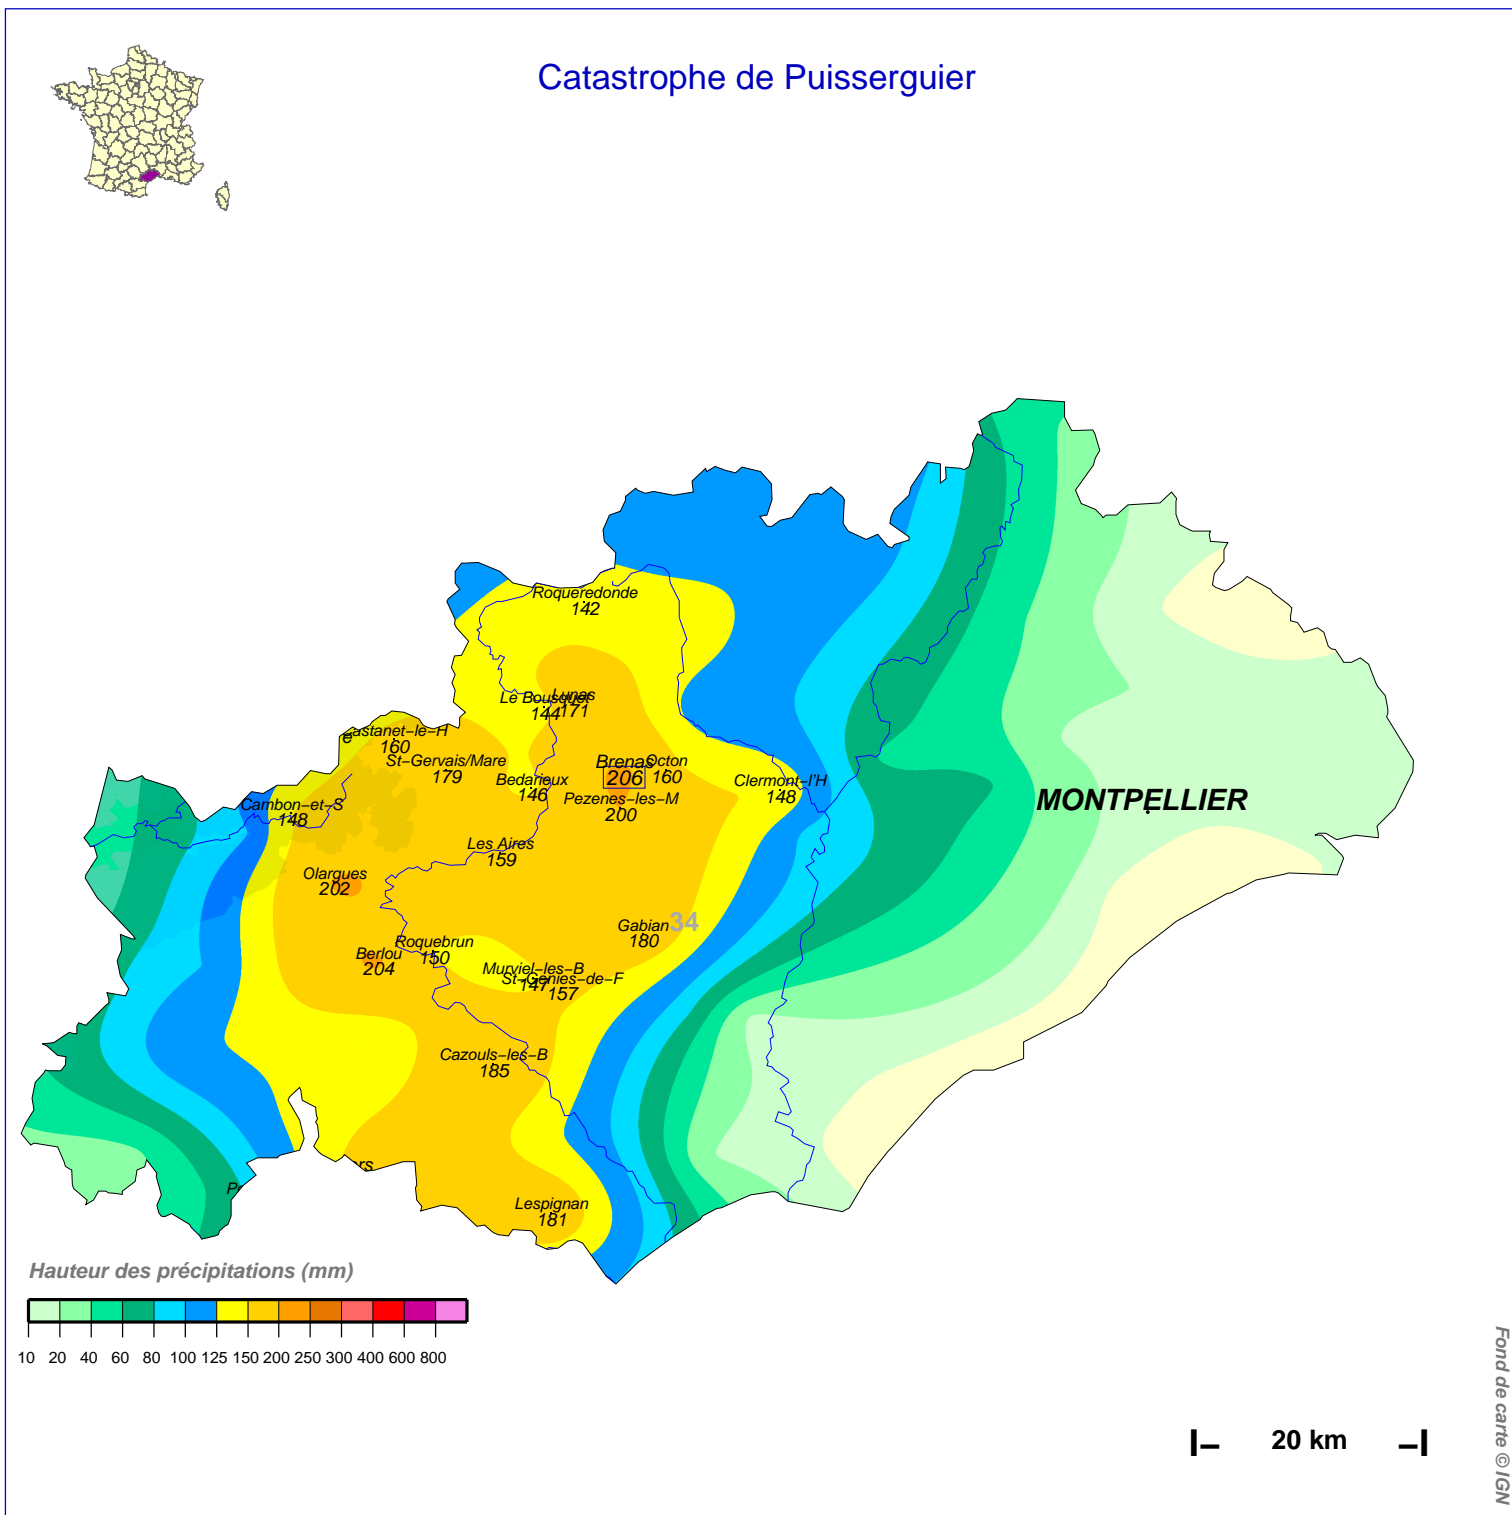 Catastrophe de Puisserguier
Roqueredonde
142
Le Bousquet
144
Lunas
171
astanet-le-H
160
e
St-Gervais/Mare
179
Brenas
206
Octon
160
Bedarieux
146
Pezenes-les-M
200
Clermont-l'H
148
MONTPELLIER
Cambon-et-S
148
Les Aires
159
Olargues
202
Gabian
180
34
Roquebrun
150
Berlou
204
Murviel-les-B
147
St-Genies-de-F
157
Cazouls-les-B
185
ers
P
Lespignan
181
Hauteur des précipitations (mm)
10 20 40 60 80 100 125 150 200 250 300 400 600 800
20 km
Fond de carte © IGN